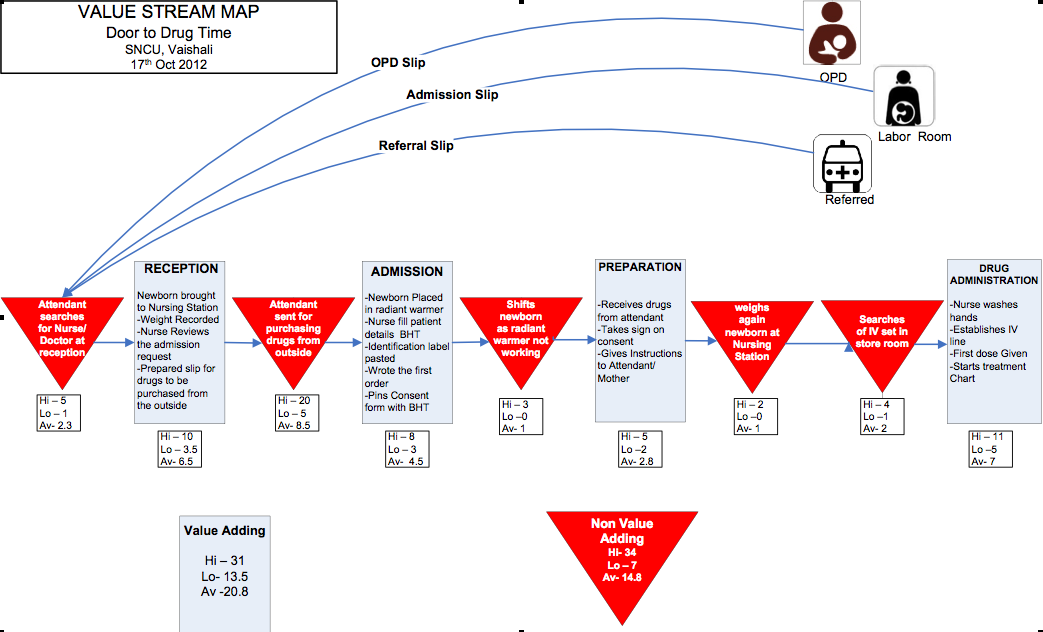 VALUE STREAM MAP
Door to Drug Time
SNCU, Vaishali
17th Oct 2012
OPD Slip
Admission Slip
Referral Slip
OPD
Labor Room
Referred
Attendant
searches
for Nurse/
Doctor at
reception
Hi – 5
Lo – 1
Av- 2.3
RECEPTION
Newborn brought
to Nursing Station
-Weight Recorded
-Nurse Reviews
the admission
request
-Prepared slip for
drugs to be
purchased from
the outside
Hi – 10
Lo – 3.5
Av- 6.5
Attendant
sent for
purchasing
drugs from
outside
Hi – 20
Lo – 5
Av- 8.5
ADMISSION
-Newborn Placed
in radiant warmer
-Nurse fill patient
details BHT
-Identification label
pasted
-Wrote the first
order
-Pins Consent
form with BHT
Hi – 8
Lo – 3
Av- 4.5
Shifts
newborn
as radiant
warmer not
working
Hi – 3
Lo –0
Av- 1
PREPARATION
-Receives drugs
from attendant
-Takes sign on
consent
-Gives Instructions
to Attendant/
Mother
Hi – 5
Lo –2
Av- 2.8
weighs
again
newborn at
Nursing
Station
Hi – 2
Lo –0
Av- 1
Searches
of IV set in
store room
Hi – 4
Lo –1
Av- 2
DRUG
ADMINISTRATION
-Nurse washes
hands
-Establishes IV
line
-First dose Given
-Starts treatment
Chart
Hi – 11
Lo –5
Av- 7
Value Adding
Hi – 31
Lo- 13.5
Av -20.8
Non Value
Adding
Hi- 34
Lo – 7
Av- 14.8